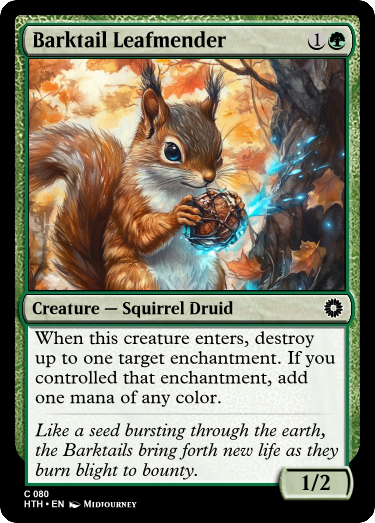 Barktail Leafmender 1
Creature — Squirrel Druid
When this creature enters, destroy
up to one target enchantment. If you
controlled that enchantment, add
one mana of any color.
Like a seed bursting through the earth,
the Barktails bring forth new life as they
burn blight to bounty.
1/2
C 080
HTH • EN Midjourney